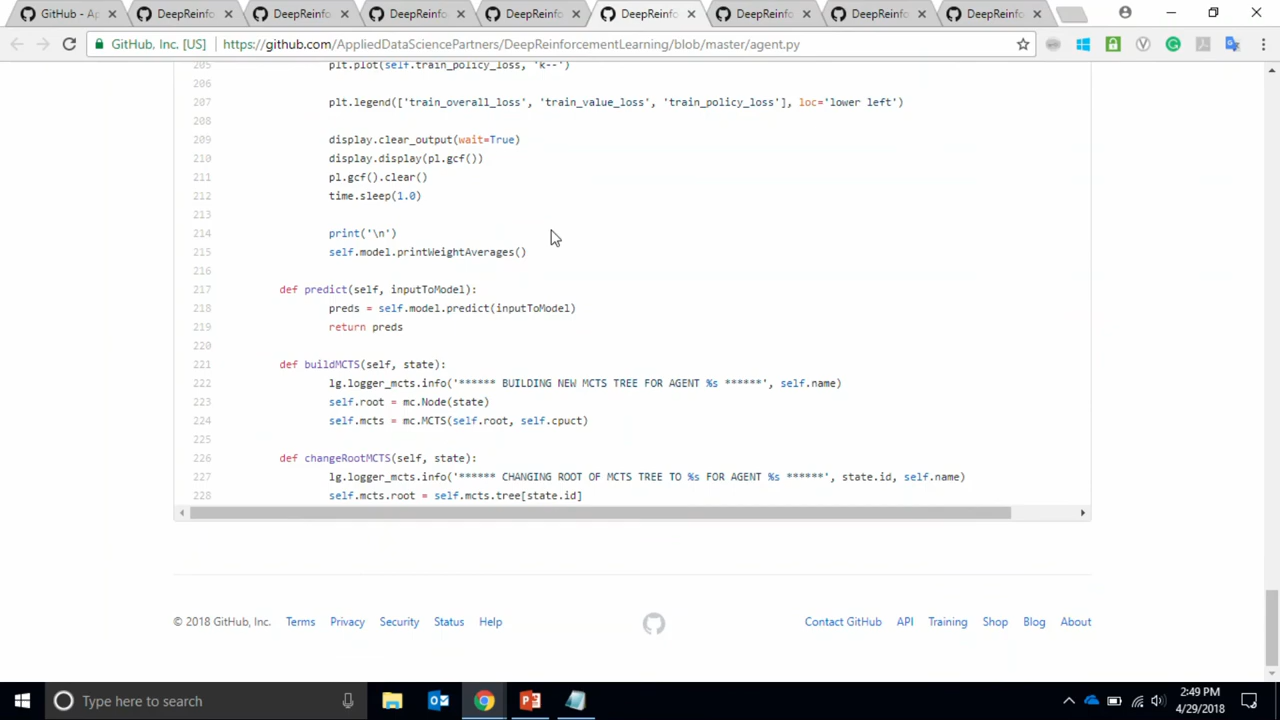 GitHub - Ap
DeepReinfo
DeepReinfo
DeepReinfo
DeepReinfo
DeepReinfo
DeepReinfo
DeepReinfo
DeepReinfo
GitHub, Inc. [US]
https://github.com/AppliedDataSciencePartners/DeepReinforcementLearning/blob/master/agent.py
205 plt.plot(self.train_policy_loss, 'k--')
206
207 plt.legend(['train_overall_loss', 'train_value_loss', 'train_policy_loss'], loc='lower left')
208
209 display.clear_output(wait=True)
210 display.display(pl.gcf())
211 pl.gcf().clear()
212 time.sleep(1.0)
213
214 print('\n')
215 self.model.printWeightAverages()
216
217 def predict(self, inputToModel):
218 preds = self.model.predict(inputToModel)
219 return preds
220
221 def buildMCTS(self, state):
222 lg.logger_mcts.info('****** BUILDING NEW MCTS TREE FOR AGENT %s ******', self.name)
223 self.root = mc.Node(state)
224 self.mcts = mc.MCTS(self.root, self.cpuct)
225
226 def changeRootMCTS(self, state):
227 lg.logger_mcts.info('****** CHANGING ROOT OF MCTS TREE TO %s FOR AGENT %s ******', state.id, self.name)
228 self.mcts.root = self.mcts.tree[state.id]
© 2018 GitHub, Inc. Terms Privacy Security Status Help
Contact GitHub API Training Shop Blog About
Type here to search
2:49 PM
4/29/2018